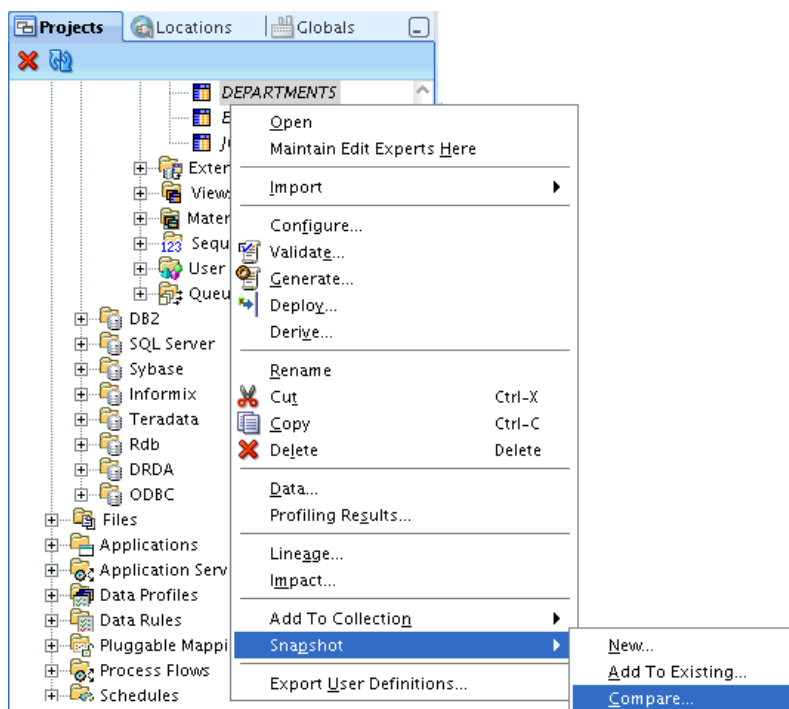 Projects Locations Globals
DEPARTMENTS
E
Open
Maintain Edit Experts Here
Exter
Import
View
Mater
Configure...
Sequ
Validate...
User
Generate...
Queu
Deploy...
DB2
Derive...
SQL Server
Sybase
Rename
Informix
Cut Ctrl-X
Teradata
Copy Ctrl-C
Rdb
Delete Delete
DRDA
ODBC
Data...
Files
Profiling Results...
Applications
Lineage...
Application Serv
Impact...
Data Profiles
Data Rules
Add To Collection
Pluggable Mappi
Snapshot New...
Process Flows
Add To Existing...
Schedules
Export User Definitions...
Compare...
123